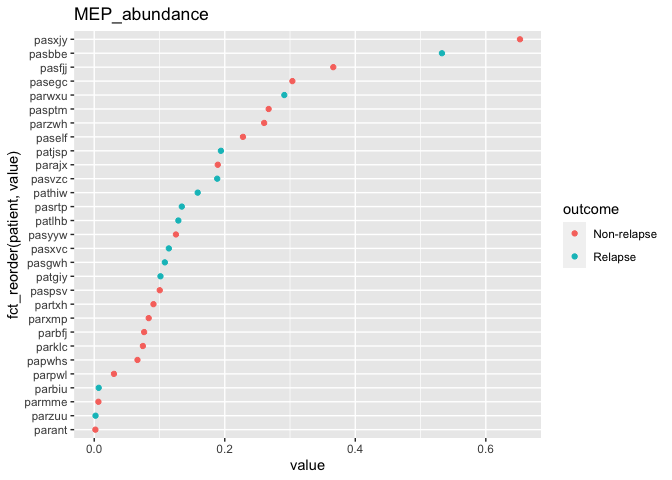 MEP_abundance
fct_reorder(patient, value)
pasxjy
pasbbe
pasfjj
pasegc
parwxu
pasptm
parzwh
paself
patjsp
parajx
pasvzc
pathiw
pasrtp
patlhb
pasyyw
pasxvc
pasgwh
patgiy
paspsv
partxh
parxmp
parbfj
parklc
papwhs
parpwl
parbiu
parmme
parzuu
parant
0.0 0.2 0.4 0.6
value
outcome
Non-relapse
Relapse